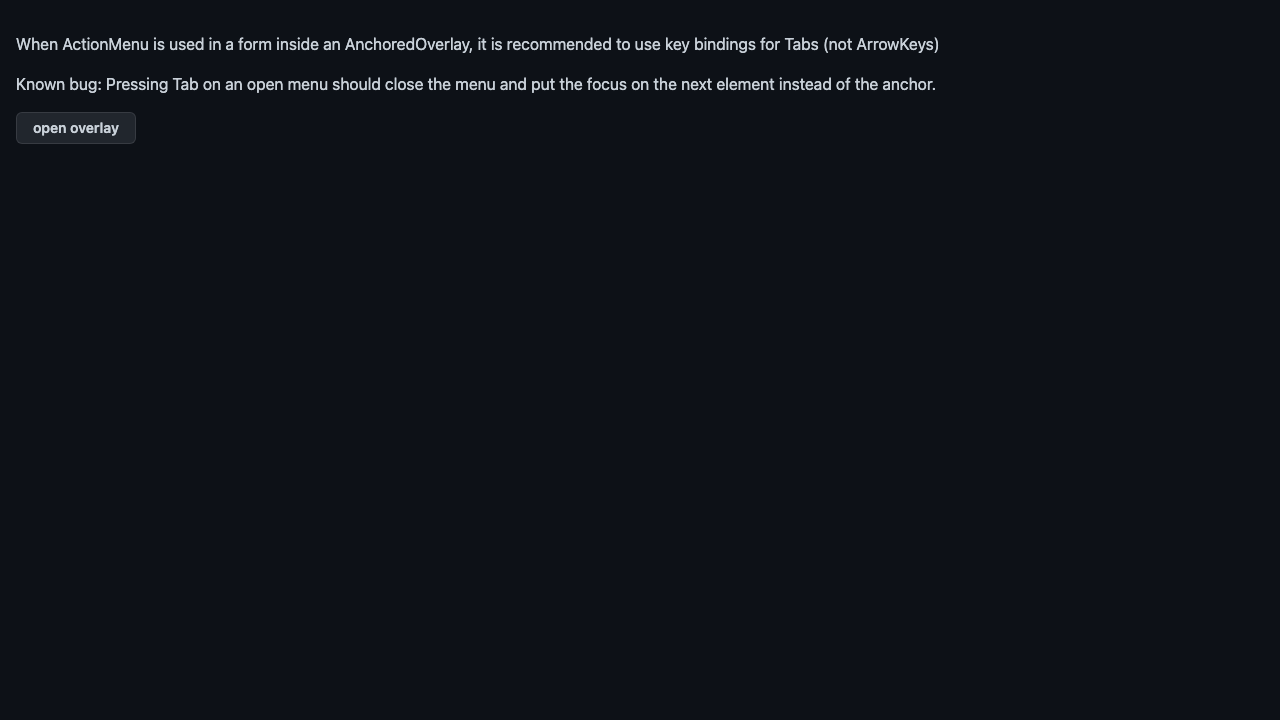 When ActionMenu is used in a form inside an AnchoredOverlay, it is recommended to use key bindings for Tabs (not ArrowKeys)
Known bug: Pressing Tab on an open menu should close the menu and put the focus on the next element instead of the anchor.
open overlay